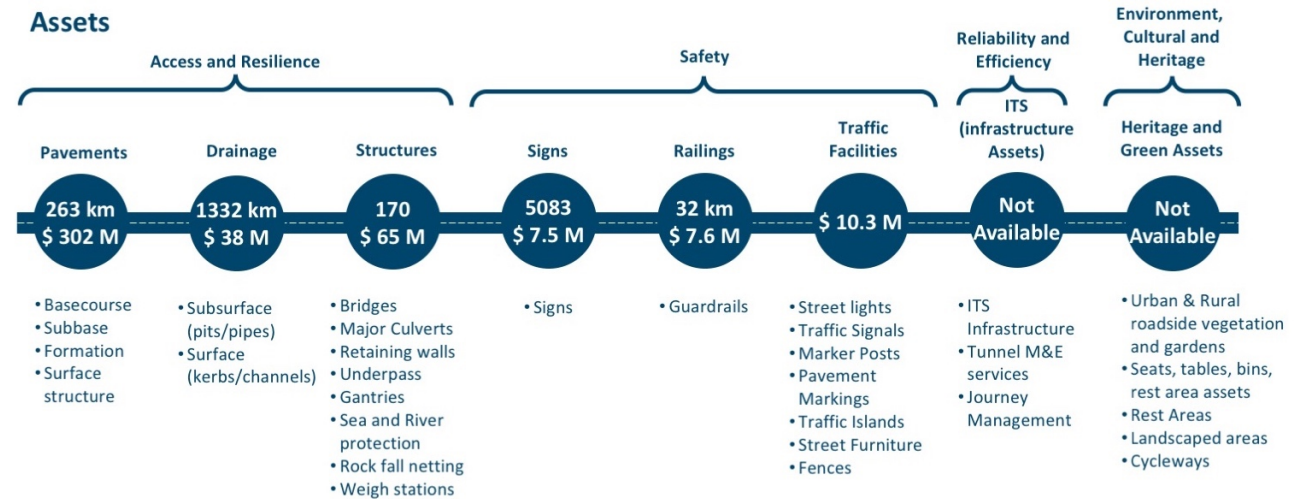 Assets
Access and Resilience
Safety
Reliability and
Efficiency
Environment,
Cultural and
Heritage
Pavements
Drainage
Structures
Signs
Railings
Traffic
Facilities
ITS
(infrastructure
Assets)
Heritage and
Green Assets
263 km
$ 302 M
1332 km
$ 38 M
170
$ 65 M
5083
$ 7.5 M
32 km
$ 7.6 M
$ 10.3 M
Not
Available
Not
Available
• Basecourse
• Subbase
• Formation
• Surface
structure
• Subsurface
(pits/pipes)
• Surface
(kerbs/channels)
• Bridges
• Major Culverts
• Retaining walls
• Underpass
• Gantries
• Sea and River
protection
• Rock fall netting
• Weigh stations
• Signs
• Guardrails
• Street lights
• Traffic Signals
• Marker Posts
• Pavement
Markings
• Traffic Islands
• Street Furniture
• Fences
• ITS
Infrastructure
• Tunnel M&E
services
• Journey
Management
• Urban & Rural
roadside vegetation
and gardens
• Seats, tables, bins,
rest area assets
• Rest Areas
• Landscaped areas
• Cycleways